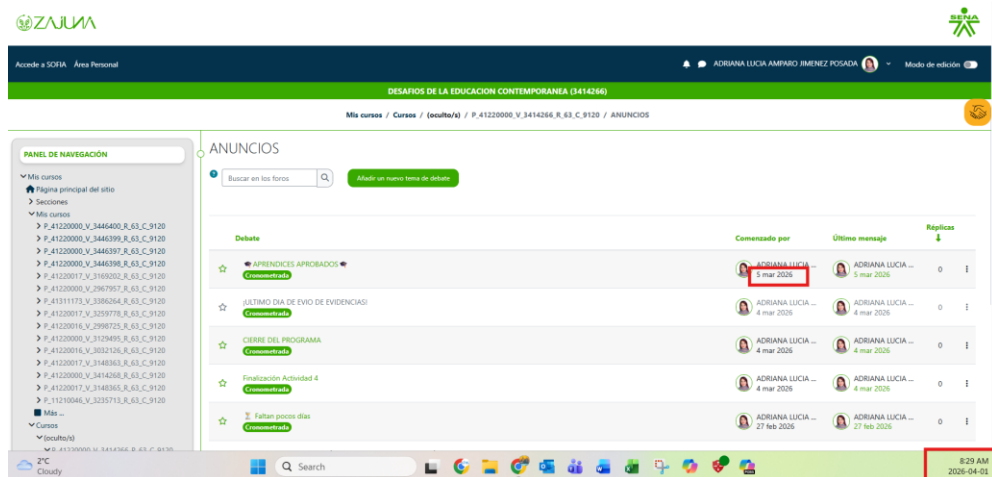 ZAJUNA
SENA
Accede a SOFIA Área Personal
ADRIANA LUCIA AMPARO JIMENEZ POSADA
Modo de edición
DESAFIOS DE LA EDUCACION CONTEMPORANEA (3414266)
Mis cursos / Cursos / (oculto/s) / P_41220000_V_3414266_R_63_C_9120 / ANUNCIOS
PANEL DE NAVEGACIÓN
Mis cursos
Página principal del sitio
Secciones
Mis cursos
P_41220000_V_3446400_R_63_C_9120
P_41220000_V_3446399_R_63_C_9120
P_41220000_V_3446397_R_63_C_9120
P_41220000_V_3446398_R_63_C_9120
P_41220017_V_3169202_R_63_C_9120
P_41220000_V_2967957_R_63_C_9120
P_41311173_V_3386264_R_63_C_9120
P_41220017_V_3259778_R_63_C_9120
P_41220016_V_2998725_R_63_C_9120
P_41220000_V_3129495_R_63_C_9120
P_41220016_V_3032126_R_63_C_9120
P_41220017_V_3148363_R_63_C_9120
P_41220000_V_3414268_R_63_C_9120
P_41220017_V_3148365_R_63_C_9120
P_11210046_V_3235713_R_63_C_9120
Más ...
Cursos
(oculto/s)
P_41220000_V_3414266_R_63_C_9120
ANUNCIOS
Buscar en los foros
Añadir un nuevo tema de debate
Debate Comenzado por Último mensaje Réplicas
APRENDICES APROBADOS
Cronometrada
ADRIANA LUCIA ...
5 mar 2026
ADRIANA LUCIA ...
5 mar 2026
0
¡ULTIMO DIA DE EVIO DE EVIDENCIAS!
Cronometrada
ADRIANA LUCIA ...
4 mar 2026
ADRIANA LUCIA ...
4 mar 2026
0
CIERRE DEL PROGRAMA
Cronometrada
ADRIANA LUCIA ...
4 mar 2026
ADRIANA LUCIA ...
4 mar 2026
0
Finalización Actividad 4
Cronometrada
ADRIANA LUCIA ...
4 mar 2026
ADRIANA LUCIA ...
4 mar 2026
0
Faltan pocos días
Cronometrada
ADRIANA LUCIA ...
27 feb 2026
ADRIANA LUCIA ...
27 feb 2026
0
2°C
Cloudy
Search
8:29 AM
2026-04-01